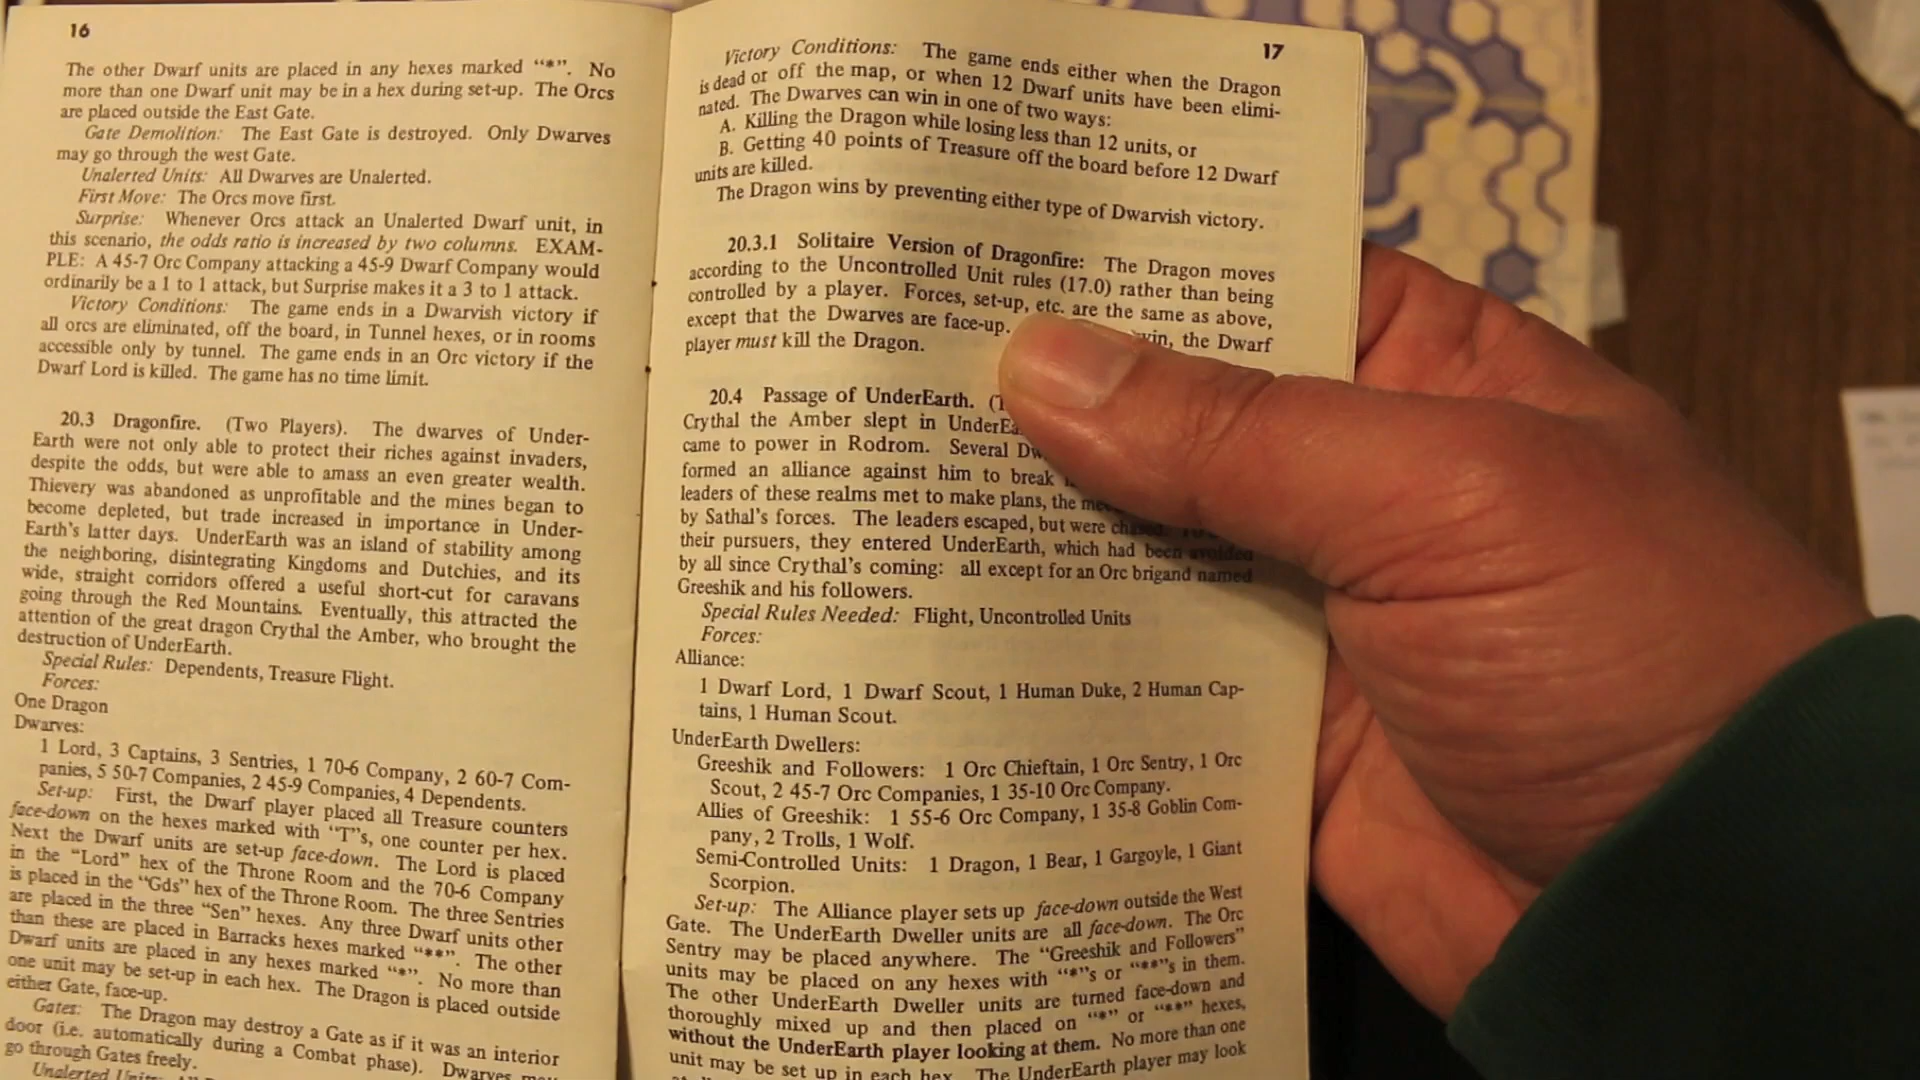 16
The other Dwarf units are placed in any hexes marked “*”. No
more than one Dwarf unit may be in a hex during set-up. The Orcs
are placed outside the East Gate.
Gate Demolition: The East Gate is destroyed. Only Dwarves
may go through the west Gate.
Unalerted Units: All Dwarves are Unalerted.
First Move: The Orcs move first.
Surprise: Whenever Orcs attack an Unalerted Dwarf unit, in
this scenario, the odds ratio is increased by two columns. EXAM-
PLE: A 45-7 Orc Company attacking a 45-9 Dwarf Company would
ordinarily be a 1 to 1 attack, but Surprise makes it a 3 to 1 attack.
Victory Conditions: The game ends in a Dwarvish victory if
all orcs are eliminated, off the board, in Tunnel hexes, or in rooms
accessible only by tunnel. The game ends in an Orc victory if the
Dwarf Lord is killed. The game has no time limit.
20.3 Dragonfire. (Two Players). The dwarves of Under-
Earth were not only able to protect their riches against invaders,
despite the odds, but were able to amass an even greater wealth.
Thievery was abandoned as unprofitable and the mines began to
become depleted, but trade increased in importance in Under-
Earth's latter days. UnderEarth was an island of stability among
the neighboring, disintegrating Kingdoms and Dutchies, and its
wide, straight corridors offered a useful short-cut for caravans
going through the Red Mountains. Eventually, this attracted the
attention of the great dragon Crythal the Amber, who brought the
destruction of UnderEarth.
Special Rules: Dependents, Treasure Flight.
Forces:
One Dragon
Dwarves:
1 Lord, 3 Captains, 3 Sentries, 1 70-6 Company, 2 60-7 Com-
panies, 5 50-7 Companies, 2 45-9 Companies, 4 Dependents.
Set-up: First, the Dwarf player placed all Treasure counters
face-down on the hexes marked with “T”s, one counter per hex.
Next the Dwarf units are set-up face-down. The Lord is placed
in the “Lord” hex of the Throne Room and the 70-6 Company
is placed in the “Gds” hex of the Throne Room. The three Sentries
are placed in the three “Sen” hexes. Any three Dwarf units other
than these are placed in Barracks hexes marked “**”. The other
Dwarf units are placed in any hexes marked “*”. No more than
one unit may be set-up in each hex. The Dragon is placed outside
either Gate, face-up.
Gates: The Dragon may destroy a Gate as if it was an interior
door (i.e. automatically during a Combat phase). Dwarves may
go through Gates freely.
Unalerted Units:
17
Victory Conditions: The game ends either when the Dragon
is dead or off the map, or when 12 Dwarf units have been elimi-
nated. The Dwarves can win in one of two ways:
A. Killing the Dragon while losing less than 12 units, or
B. Getting 40 points of Treasure off the board before 12 Dwarf
units are killed.
The Dragon wins by preventing either type of Dwarvish victory.
20.3.1 Solitaire Version of Dragonfire: The Dragon moves
according to the Uncontrolled Unit rules (17.0) rather than being
controlled by a player. Forces, set-up, etc. are the same as above,
except that the Dwarves are face-up. win, the Dwarf
player must kill the Dragon.
20.4 Passage of UnderEarth.
Crythal the Amber slept in
came to power in Rodrom. Several
formed an alliance against him to break
leaders of these realms met to make plans, the
by Sathal's forces. The leaders escaped, but were
their pursuers, they entered UnderEarth, which had been avoided
by all since Crythal's coming: all except for an Orc brigand named
Greeshik and his followers.
Special Rules Needed: Flight, Uncontrolled Units
Forces:
Alliance:
1 Dwarf Lord, 1 Dwarf Scout, 1 Human Duke, 2 Human Cap-
tains, 1 Human Scout.
UnderEarth Dwellers:
Greeshik and Followers: 1 Orc Chieftain, 1 Orc Sentry, 1 Orc
Scout, 2 45-7 Orc Companies, 1 35-10 Orc Company.
Allies of Greeshik: 1 55-6 Orc Company, 1 35-8 Goblin Com-
pany, 2 Trolls, 1 Wolf.
Semi-Controlled Units: 1 Dragon, 1 Bear, 1 Gargoyle, 1 Giant
Scorpion.
Set-up: The Alliance player sets up face-down outside the West
Gate. The UnderEarth Dweller units are all face-down. The Orc
Sentry may be placed anywhere. The “Greeshik and Followers”
units may be placed on any hexes with “*”s or “**”s in them.
The other UnderEarth Dweller units are turned face-down and
thoroughly mixed up and then placed on “*” or “**” hexes,
without the UnderEarth player looking at them. No more than one
unit may be set up in each hex. The UnderEarth player may look